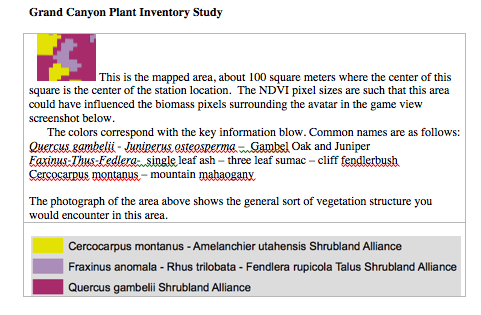 Grand Canyon Plant Inventory Study
This is the mapped area, about 100 square meters where the center of this
square is the center of the station location. The NDVI pixel sizes are such that this area
could have influenced the biomass pixels surrounding the avatar in the game view
screenshot below.
The colors correspond with the key information blow. Common names are as follows:
Quercus gambelii - Juniperus osteosperma – Gambel Oak and Juniper
Faxinus-Thus-Fedlera- single leaf ash – three leaf sumac – cliff fendlerbush
Cercocarpus montanus – mountain mahaogany
The photograph of the area above shows the general sort of vegetation structure you
would encounter in this area.
Cercocarpus montanus - Amelanchier utahensis Shrubland Alliance
Fraxinus anomala - Rhus trilobata - Fendlera rupicola Talus Shrubland Alliance
Quercus gambelii Shrubland Alliance